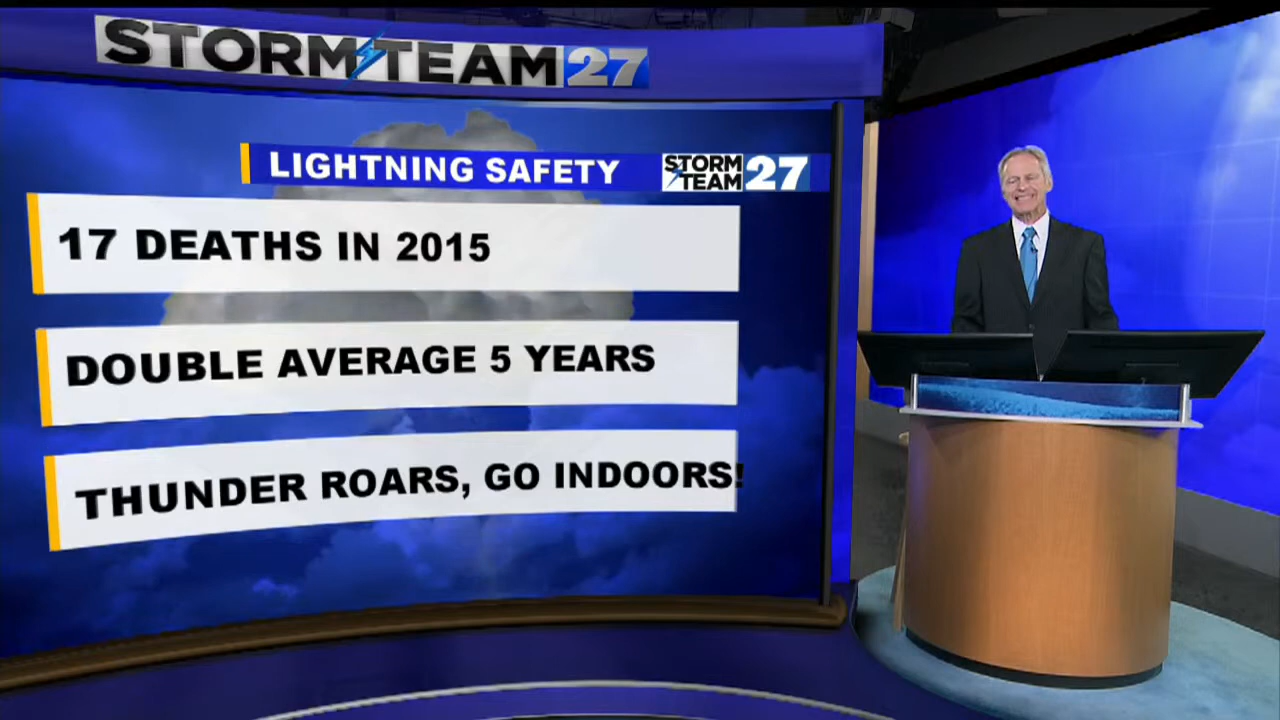 STORM TEAM 27
LIGHTNING SAFETY
STORM TEAM 27
17 DEATHS IN 2015
DOUBLE AVERAGE 5 YEARS
THUNDER ROARS, GO INDOORS!